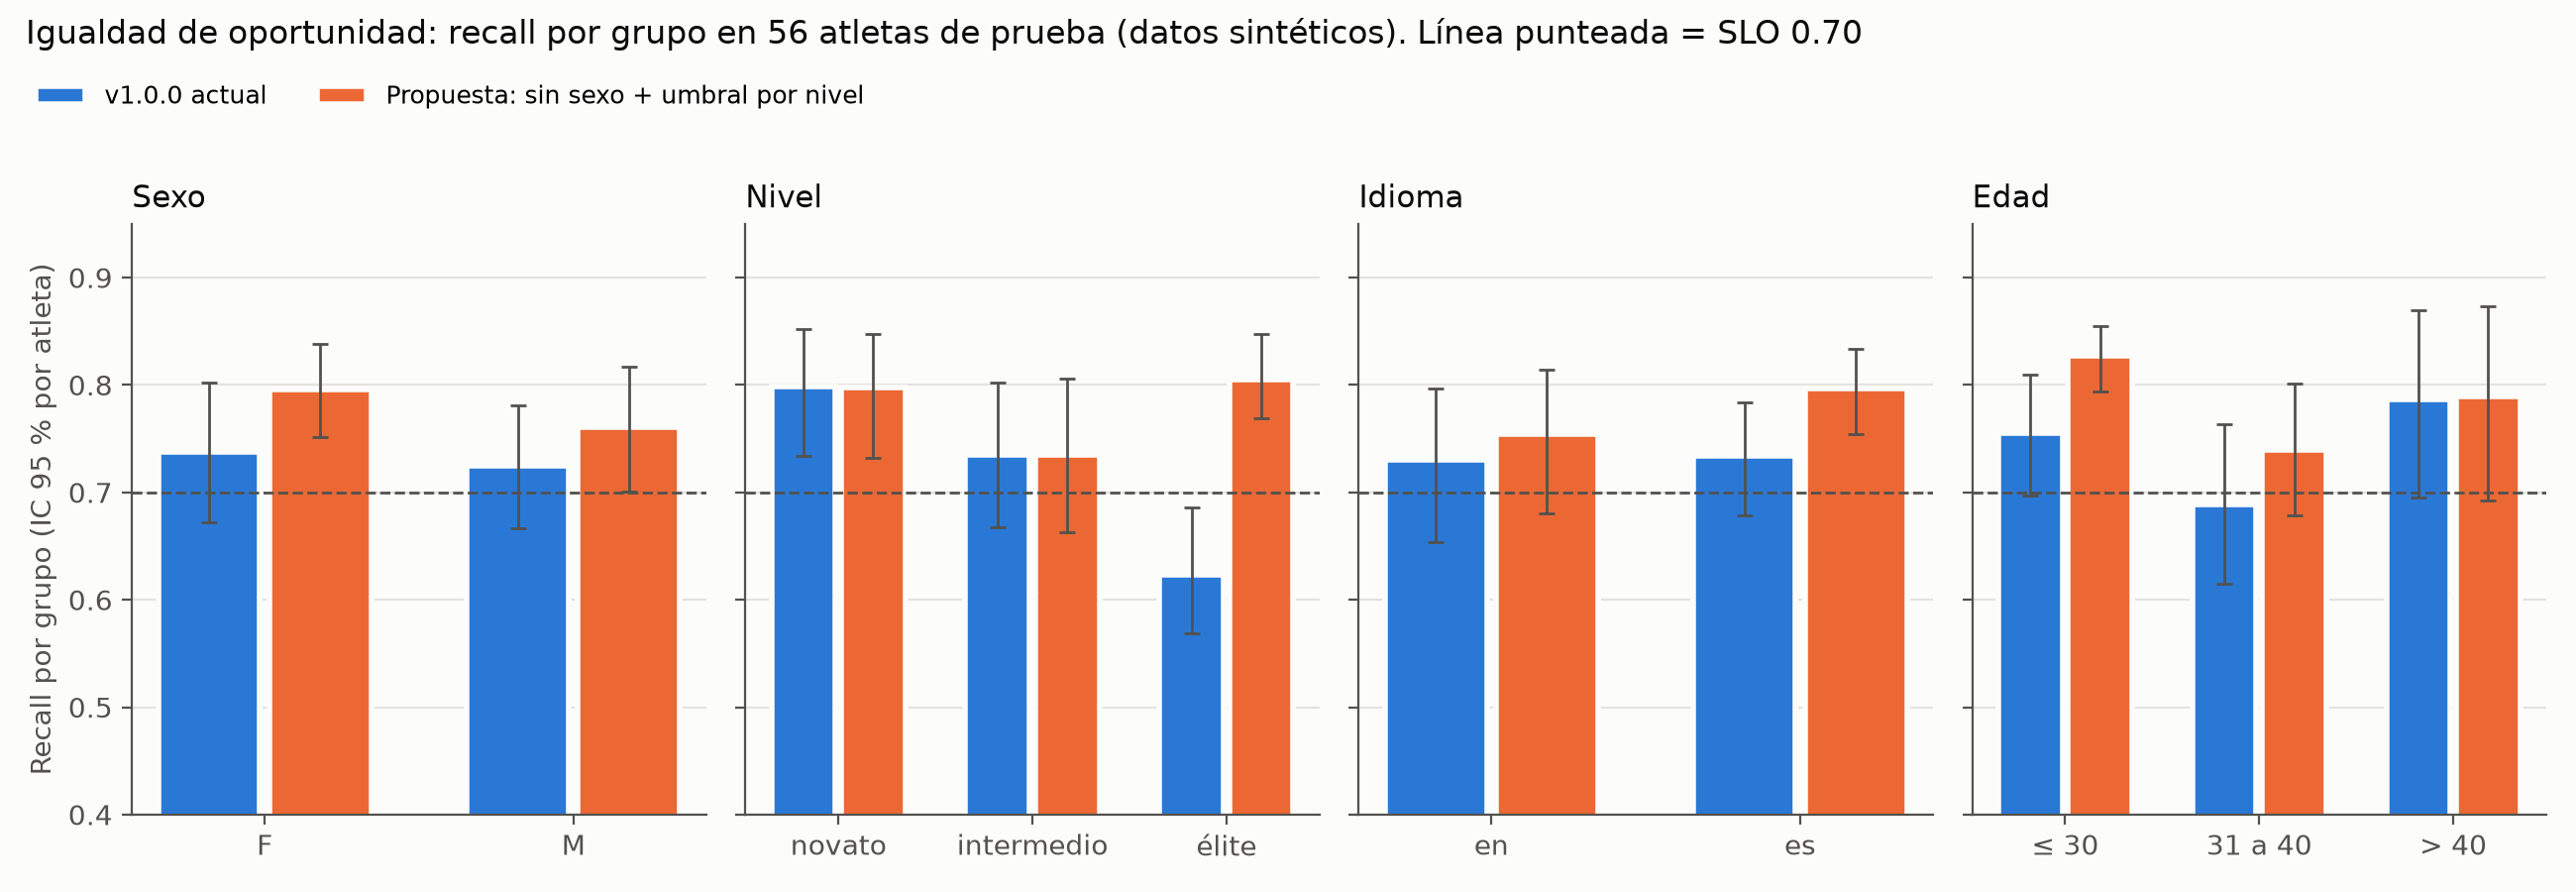 Igualdad de oportunidad: recall por grupo en 56 atletas de prueba (datos sintéticos). Línea punteada = SLO 0.70
v1.0.0 actual
Propuesta: sin sexo + umbral por nivel
Sexo
Nivel
Idioma
Edad
Recall por grupo (IC 95 % por atleta)
0.9
0.8
0.7
0.6
0.5
0.4
F
M
novato
intermedio
élite
en
es
≤ 30
31 a 40
> 40